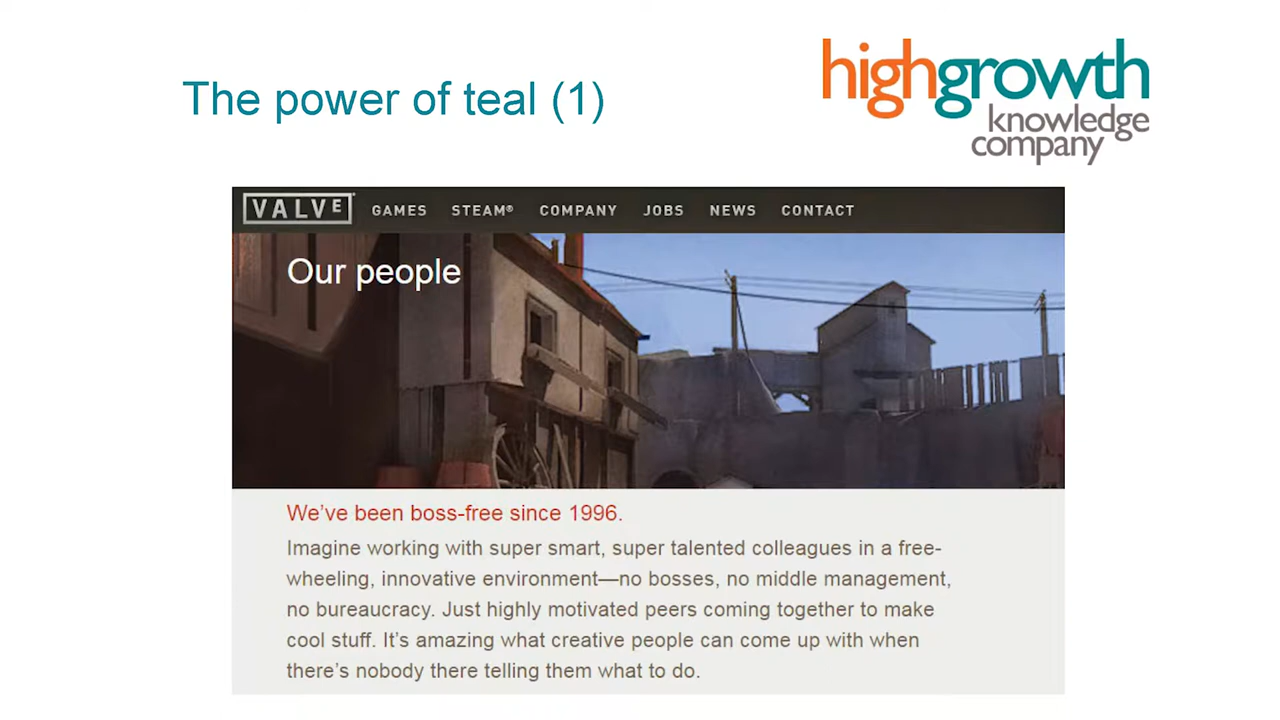 The power of teal (1)
highgrowth
knowledge
company
VALVE GAMES STEAM® COMPANY JOBS NEWS CONTACT
Our people
We've been boss-free since 1996.
Imagine working with super smart, super talented colleagues in a free-
wheeling, innovative environment—no bosses, no middle management,
no bureaucracy. Just highly motivated peers coming together to make
cool stuff. It's amazing what creative people can come up with when
there's nobody there telling them what to do.